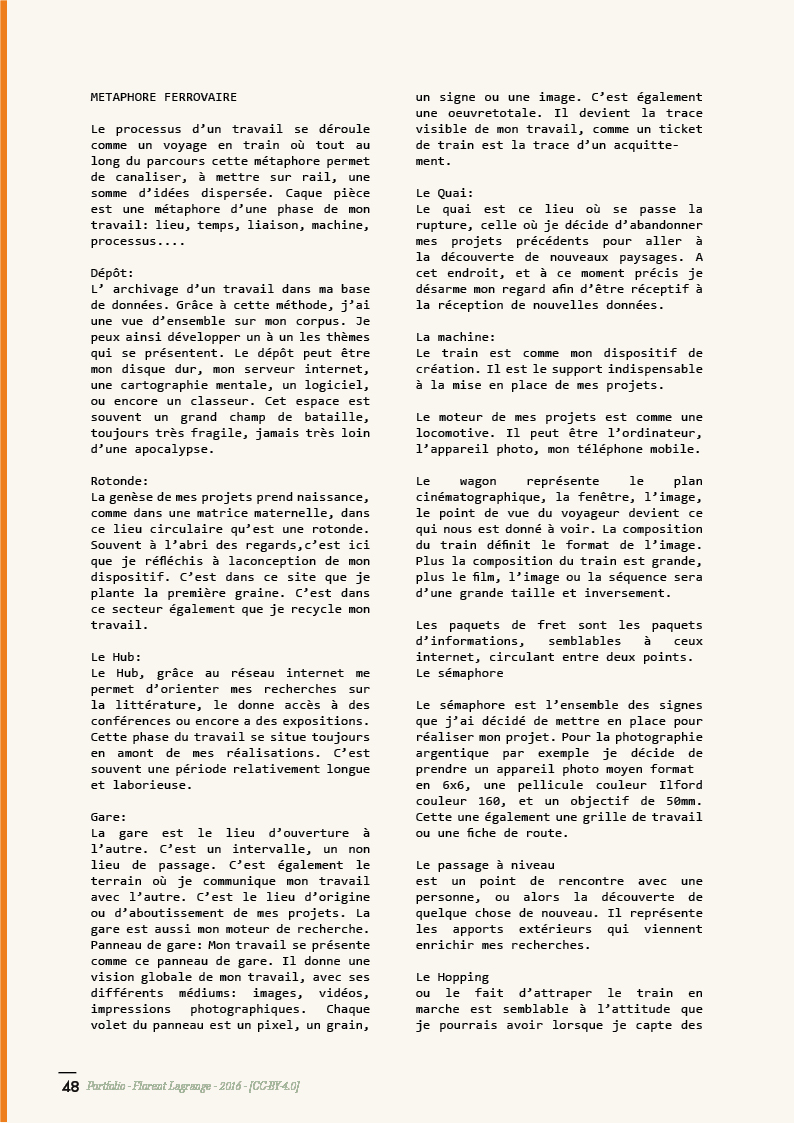 METAPHORE FERROVAIRE
Le processus d’un travail se déroule
comme un voyage en train où tout au
long du parcours cette métaphore permet
de canaliser, à mettre sur rail, une
somme d’idées dispersée. Caque pièce
est une métaphore d’une phase de mon
travail: lieu, temps, liaison, machine,
processus....
Dépôt:
L’ archivage d’un travail dans ma base
de données. Grâce à cette méthode, j’ai
une vue d’ensemble sur mon corpus. Je
peux ainsi développer un à un les thèmes
qui se présentent. Le dépôt peut être
mon disque dur, mon serveur internet,
une cartographie mentale, un logiciel,
ou encore un classeur. Cet espace est
souvent un grand champ de bataille,
toujours très fragile, jamais très loin
d’une apocalypse.
Rotonde:
La genèse de mes projets prend naissance,
comme dans une matrice maternelle, dans
ce lieu circulaire qu’est une rotonde.
Souvent à l’abri des regards,c’est ici
que je réfléchis à laconception de mon
dispositif. C’est dans ce site que je
plante la première graine. C’est dans
ce secteur également que je recycle mon
travail.
Le Hub:
Le Hub, grâce au réseau internet me
permet d’orienter mes recherches sur
la littérature, le donne accès à des
conférences ou encore a des expositions.
Cette phase du travail se situe toujours
en amont de mes réalisations. C’est
souvent une période relativement longue
et laborieuse.
Gare:
La gare est le lieu d’ouverture à
l’autre. C’est un intervalle, un non
lieu de passage. C’est également le
terrain où je communique mon travail
avec l’autre. C’est le lieu d’origine
ou d’aboutissement de mes projets. La
gare est aussi mon moteur de recherche.
Panneau de gare: Mon travail se présente
comme ce panneau de gare. Il donne une
vision globale de mon travail, avec ses
différents médiums: images, vidéos,
impressions photographiques. Chaque
volet du panneau est un pixel, un grain,
un signe ou une image. C’est également
une oeuvretotale. Il devient la trace
visible de mon travail, comme un ticket
de train est la trace d’un acquitte-
ment.
Le Quai:
Le quai est ce lieu où se passe la
rupture, celle où je décide d’abandonner
mes projets précédents pour aller à
la découverte de nouveaux paysages. A
cet endroit, et à ce moment précis je
désarme mon regard afin d’être réceptif à
la réception de nouvelles données.
La machine:
Le train est comme mon dispositif de
création. Il est le support indispensable
à la mise en place de mes projets.
Le moteur de mes projets est comme une
locomotive. Il peut être l’ordinateur,
l’appareil photo, mon téléphone mobile.
Le wagon représente le plan
cinématographique, la fenêtre, l’image,
le point de vue du voyageur devient ce
qui nous est donné à voir. La composition
du train définit le format de l’image.
Plus la composition du train est grande,
plus le film, l’image ou la séquence sera
d’une grande taille et inversement.
Les paquets de fret sont les paquets
d’informations, semblables à ceux
internet, circulant entre deux points.
Le sémaphore
Le sémaphore est l’ensemble des signes
que j’ai décidé de mettre en place pour
réaliser mon projet. Pour la photographie
argentique par exemple je décide de
prendre un appareil photo moyen format
en 6x6, une pellicule couleur Ilford
couleur 160, et un objectif de 50mm.
Cette une également une grille de travail
ou une fiche de route.
Le passage à niveau
est un point de rencontre avec une
personne, ou alors la découverte de
quelque chose de nouveau. Il représente
les apports extérieurs qui viennent
enrichir mes recherches.
Le Hopping
ou le fait d’attraper le train en
marche est semblable à l’attitude que
je pourrais avoir lorsque je capte des
48 Portfolio - Florent Lagrange - 2016 - [CC-BY-4.0]